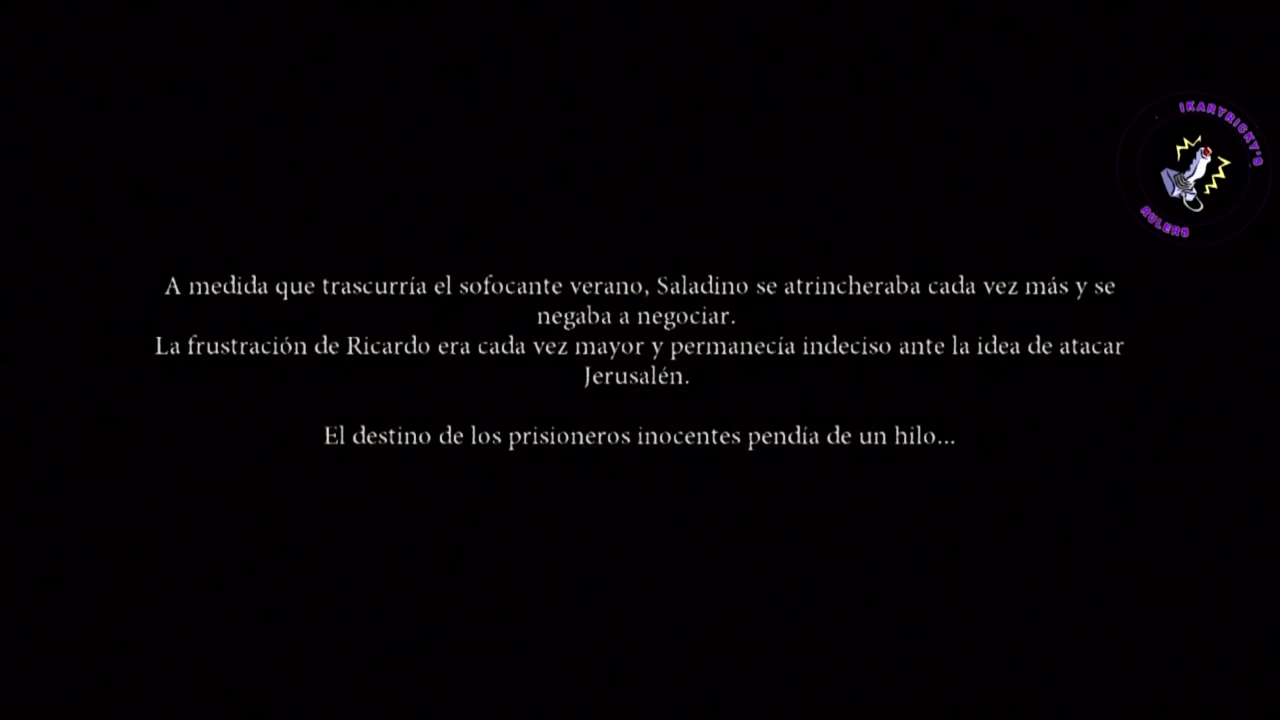 IKARYRICKY'S
RULERS
A medida que trascurría el sofocante verano, Saladino se atrincheraba cada vez más y se
negaba a negociar.
La frustración de Ricardo era cada vez mayor y permanecía indeciso ante la idea de atacar
Jerusalén.
El destino de los prisioneros inocentes pendía de un hilo...